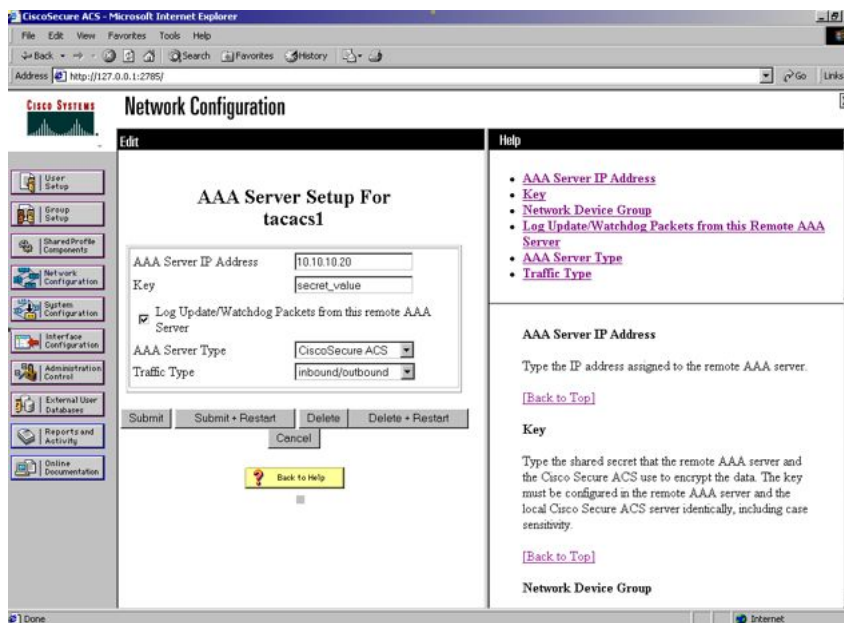 CiscoSecure ACS - Microsoft Internet Explorer
File Edit View Favorites Tools Help
Back Search Favorites History
Address http://127.0.0.1:2785/ Go Links
CISCO SYSTEMS
Network Configuration
Edit
User Setup
Group Setup
Shared Profile Components
Network Configuration
System Configuration
Interface Configuration
Administration Control
External User Databases
Reports and Activity
Online Documentation
AAA Server Setup For
tacacs1
AAA Server IP Address 10.10.10.20
Key secret_value
Log Update/Watchdog Packets from this remote AAA
Server
AAA Server Type CiscoSecure ACS
Traffic Type inbound/outbound
Submit Submit + Restart Delete Delete + Restart
Cancel
? Back to Help
Help
AAA Server IP Address
Key
Network Device Group
Log Update/Watchdog Packets from this Remote AAA
Server
AAA Server Type
Traffic Type
AAA Server IP Address
Type the IP address assigned to the remote AAA server.
[Back to Top]
Key
Type the shared secret that the remote AAA server and
the Cisco Secure ACS use to encrypt the data. The key
must be configured in the remote AAA server and the
local Cisco Secure ACS server identically, including case
sensitivity.
[Back to Top]
Network Device Group
Done
Internet